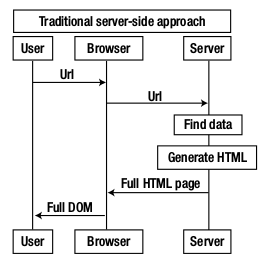 Traditional server-side approach
User Browser Server
Url
Url
Find data
Generate HTML
Full HTML page
Full DOM
User Browser Server